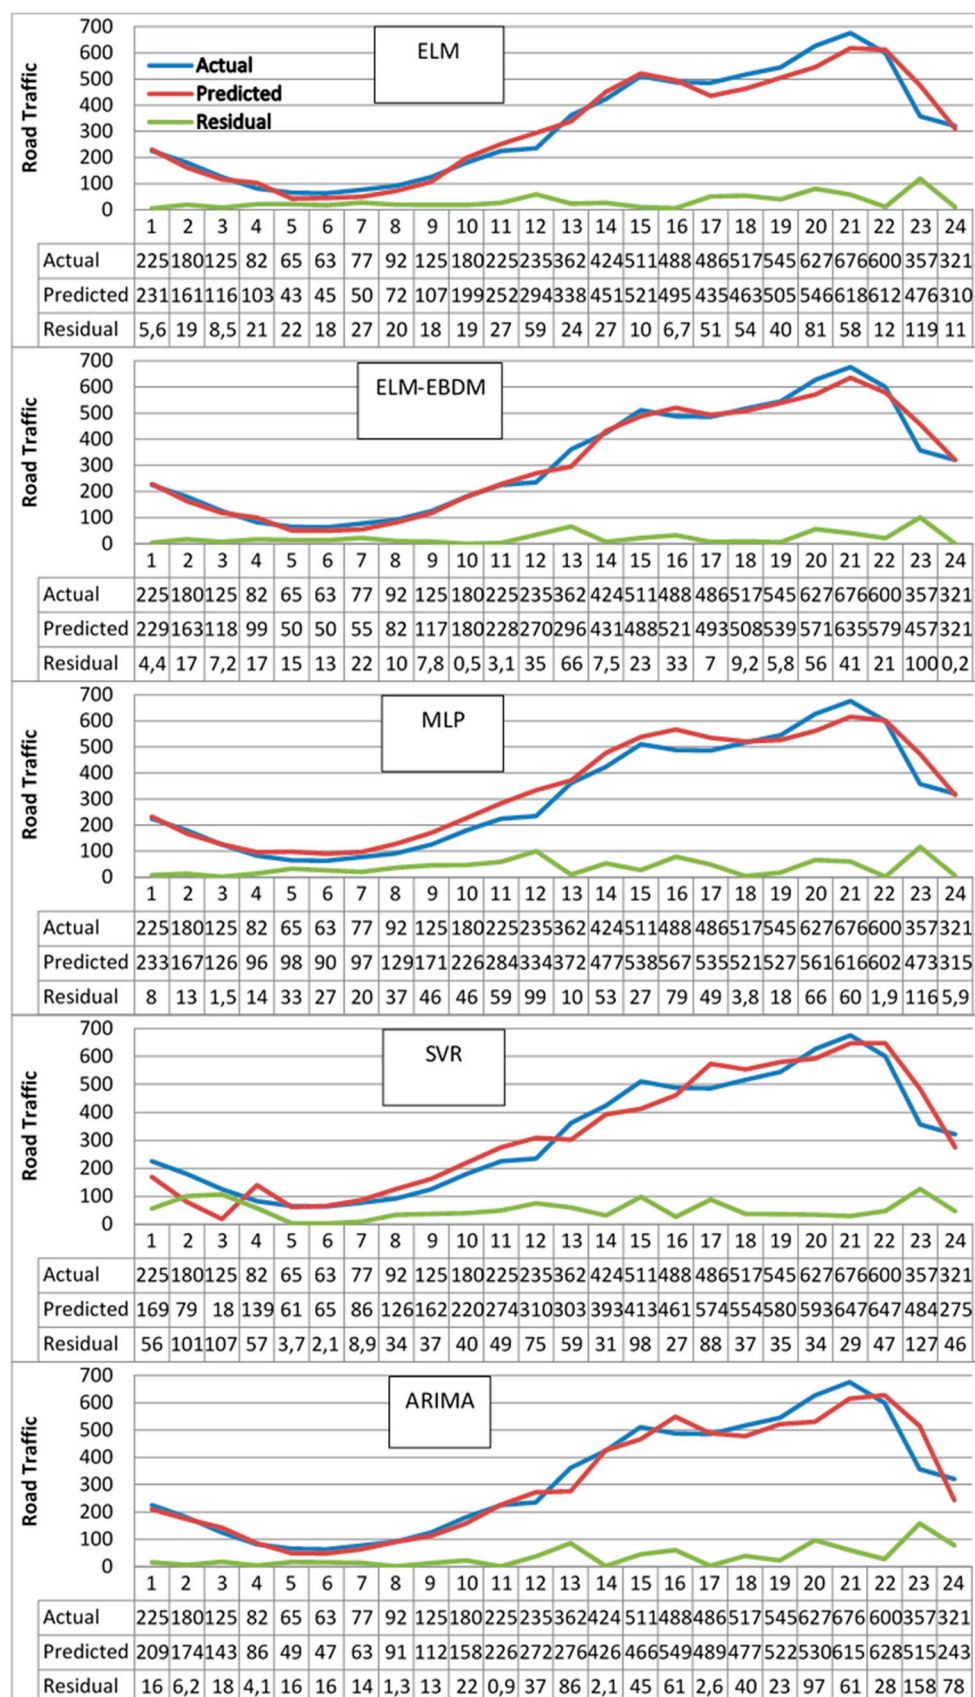 700
ELM
600
Actual
500
Predicted
400
Residual
300
200
100
0
Road Traffic
1 2 3 4 5 6 7 8 9 10 11 12 13 14 15 16 17 18 19 20 21 22 23 24
Actual 225 180 125 82 65 63 77 92 125 180 225 235 362 424 511 488 486 517 545 627 676 600 357 321
Predicted 231 161 116 103 43 45 50 72 107 199 252 294 338 451 521 495 435 463 505 546 618 612 476 310
Residual 5,6 19 8,5 21 22 18 27 20 18 19 27 59 24 27 10 6,7 51 54 40 81 58 12 119 11
700
ELM-EBDM
600
500
400
300
200
100
0
Road Traffic
1 2 3 4 5 6 7 8 9 10 11 12 13 14 15 16 17 18 19 20 21 22 23 24
Actual 225 180 125 82 65 63 77 92 125 180 225 235 362 424 511 488 486 517 545 627 676 600 357 321
Predicted 229 163 118 99 50 50 55 82 117 180 228 270 296 431 488 521 493 508 539 571 635 579 457 321
Residual 4,4 17 7,2 17 15 13 22 10 7,8 0,5 3,1 35 66 7,5 23 33 7 9,2 5,8 56 41 21 100 0,2
700
MLP
600
500
400
300
200
100
0
Road Traffic
1 2 3 4 5 6 7 8 9 10 11 12 13 14 15 16 17 18 19 20 21 22 23 24
Actual 225 180 125 82 65 63 77 92 125 180 225 235 362 424 511 488 486 517 545 627 676 600 357 321
Predicted 233 167 126 96 98 90 97 129 171 226 284 334 372 477 538 567 535 521 527 561 616 602 473 315
Residual 8 13 1,5 14 33 27 20 37 46 46 59 99 10 53 27 79 49 3,8 18 66 60 1,9 116 5,9
700
SVR
600
500
400
300
200
100
0
Road Traffic
1 2 3 4 5 6 7 8 9 10 11 12 13 14 15 16 17 18 19 20 21 22 23 24
Actual 225 180 125 82 65 63 77 92 125 180 225 235 362 424 511 488 486 517 545 627 676 600 357 321
Predicted 169 79 18 139 61 65 86 126 162 220 274 310 303 393 413 461 574 554 580 593 647 647 484 275
Residual 56 101 107 57 3,7 2,1 8,9 34 37 40 49 75 59 31 98 27 88 37 35 34 29 47 127 46
700
ARIMA
600
500
400
300
200
100
0
Road Traffic
1 2 3 4 5 6 7 8 9 10 11 12 13 14 15 16 17 18 19 20 21 22 23 24
Actual 225 180 125 82 65 63 77 92 125 180 225 235 362 424 511 488 486 517 545 627 676 600 357 321
Predicted 209 174 143 86 49 47 63 91 112 158 226 272 276 426 466 549 489 477 522 530 615 628 515 243
Residual 16 6,2 18 4,1 16 16 14 1,3 13 22 0,9 37 86 2,1 45 61 2,6 40 23 97 61 28 158 78